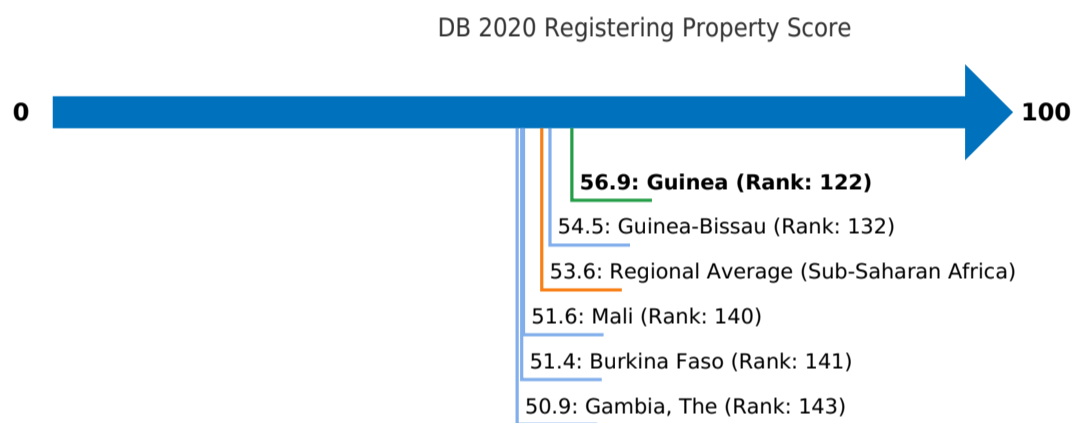 DB 2020 Registering Property Score
0
100
56.9: Guinea (Rank: 122)
54.5: Guinea-Bissau (Rank: 132)
53.6: Regional Average (Sub-Saharan Africa)
51.6: Mali (Rank: 140)
51.4: Burkina Faso (Rank: 141)
50.9: Gambia, The (Rank: 143)